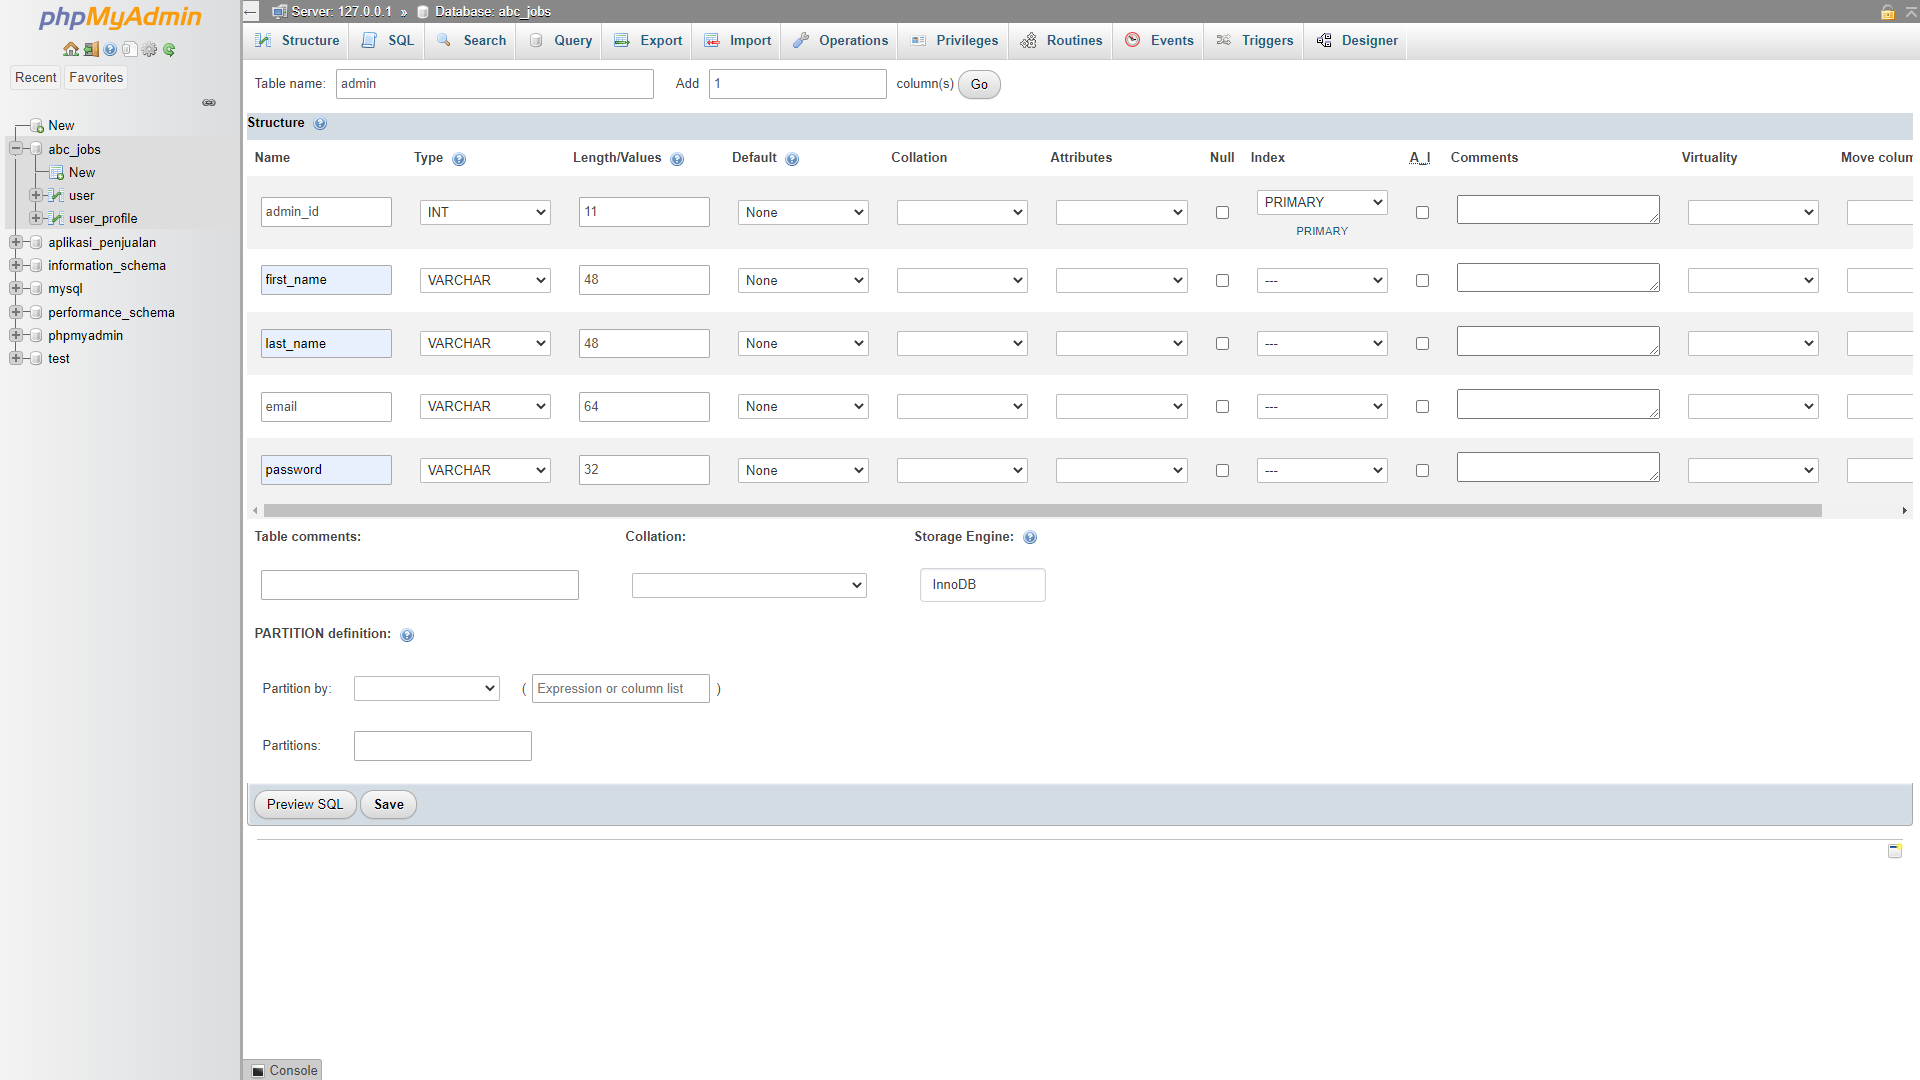 phpMyAdmin
Recent Favorites
New
abc_jobs
New
user
user_profile
aplikasi_penjualan
information_schema
mysql
performance_schema
phpmyadmin
test
Server: 127.0.0.1 » Database: abc_jobs
Structure SQL Search Query Export Import Operations Privileges Routines Events Triggers Designer
Table name: admin Add 1 column(s) Go
Structure
Name Type Length/Values Default Collation Attributes Null Index A_I Comments Virtuality Move colum
admin_id INT 11 None PRIMARY
PRIMARY
first_name VARCHAR 48 None ---
last_name VARCHAR 48 None ---
email VARCHAR 64 None ---
password VARCHAR 32 None ---
Table comments: Collation: Storage Engine:
InnoDB
PARTITION definition:
Partition by: ( Expression or column list )
Partitions:
Preview SQL Save
Console